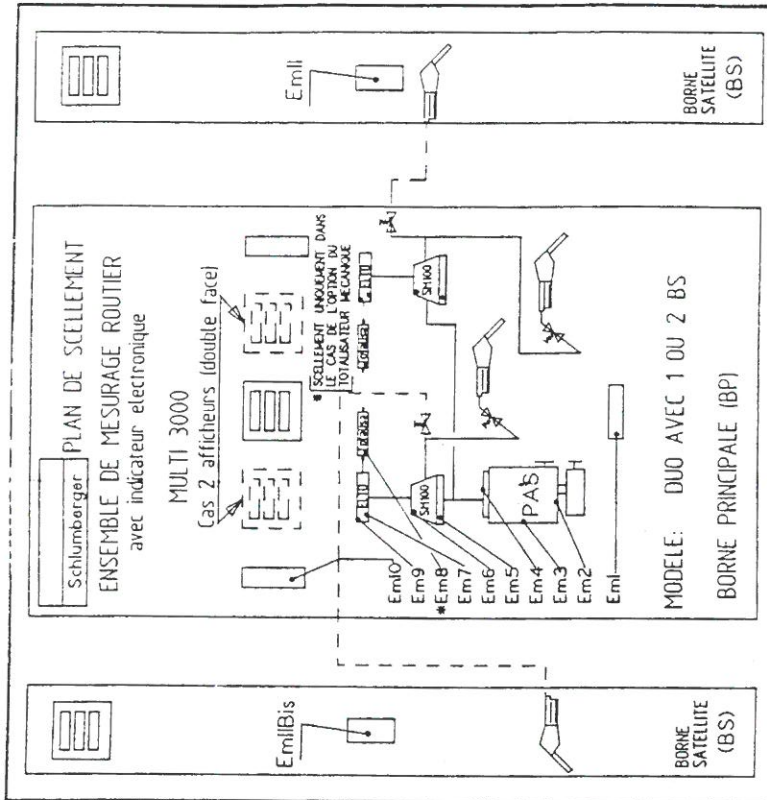 Schlumberger
PLAN DE SCELLEMENT
ENSEMBLE DE MESURAGE ROUTIER
avec indicateur electronique
MULTI 3000
Cas 2 afficheurs (double face)
* SCELLEMENT UNIQUEMENT DANS
LE CAS DE L'OPTION DU
TOTALISATEUR MECANIQUE
ELTO
ELTO
SM100
SM100
PAS
Em10
Em9
*Em8
Em7
Em6
Em5
Em4
Em3
Em2
Em1
MODELE: DUO AVEC 1 OU 2 BS
BORNE PRINCIPALE (BP)
Em11Bis
BORNE
SATELLITE
(BS)
Em11
BORNE
SATELLITE
(BS)